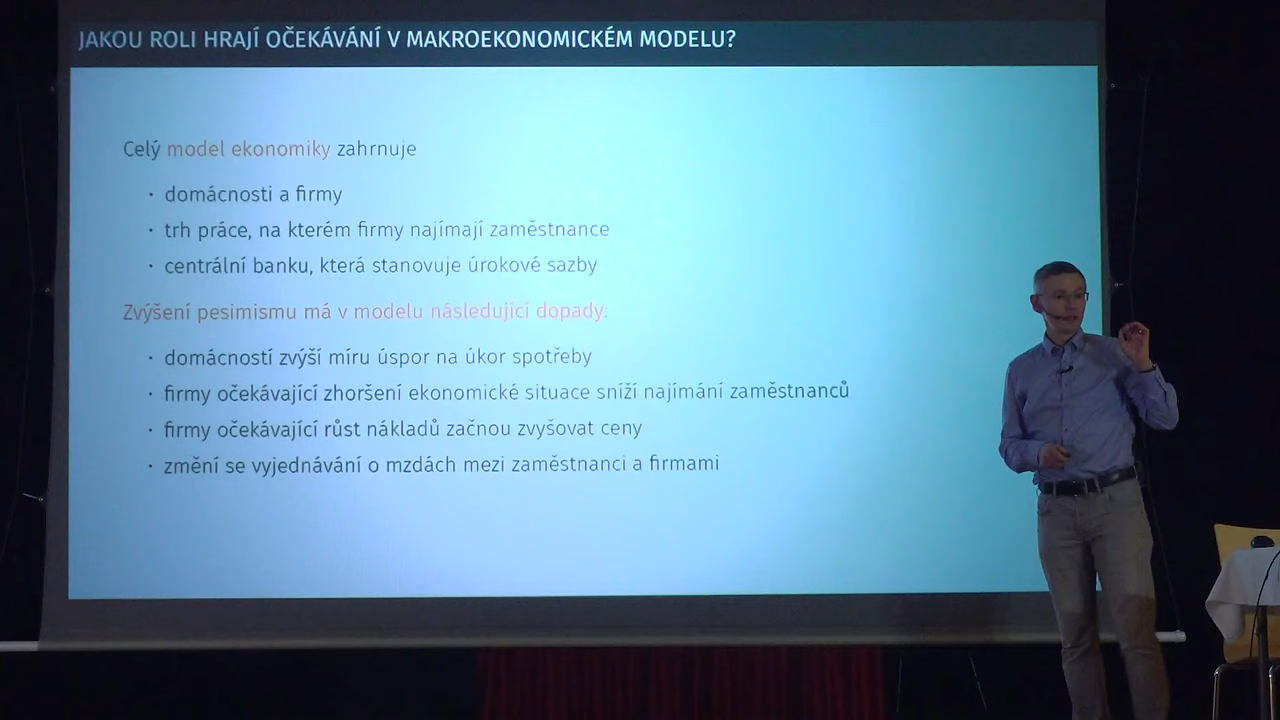 JAKOU ROLI HRAJÍ OČEKÁVÁNÍ V MAKROEKONOMICKÉM MODELU?
Celý model ekonomiky zahrnuje
· domácnosti a firmy
· trh práce, na kterém firmy najímají zaměstnance
· centrální banku, která stanovuje úrokové sazby
Zvýšení pesimismu má v modelu následující dopady:
· domácností zvýší míru úspor na úkor spotřeby
· firmy očekávající zhoršení ekonomické situace sníží najímání zaměstnanců
· firmy očekávající růst nákladů začnou zvyšovat ceny
· změní se vyjednávání o mzdách mezi zaměstnanci a firmami